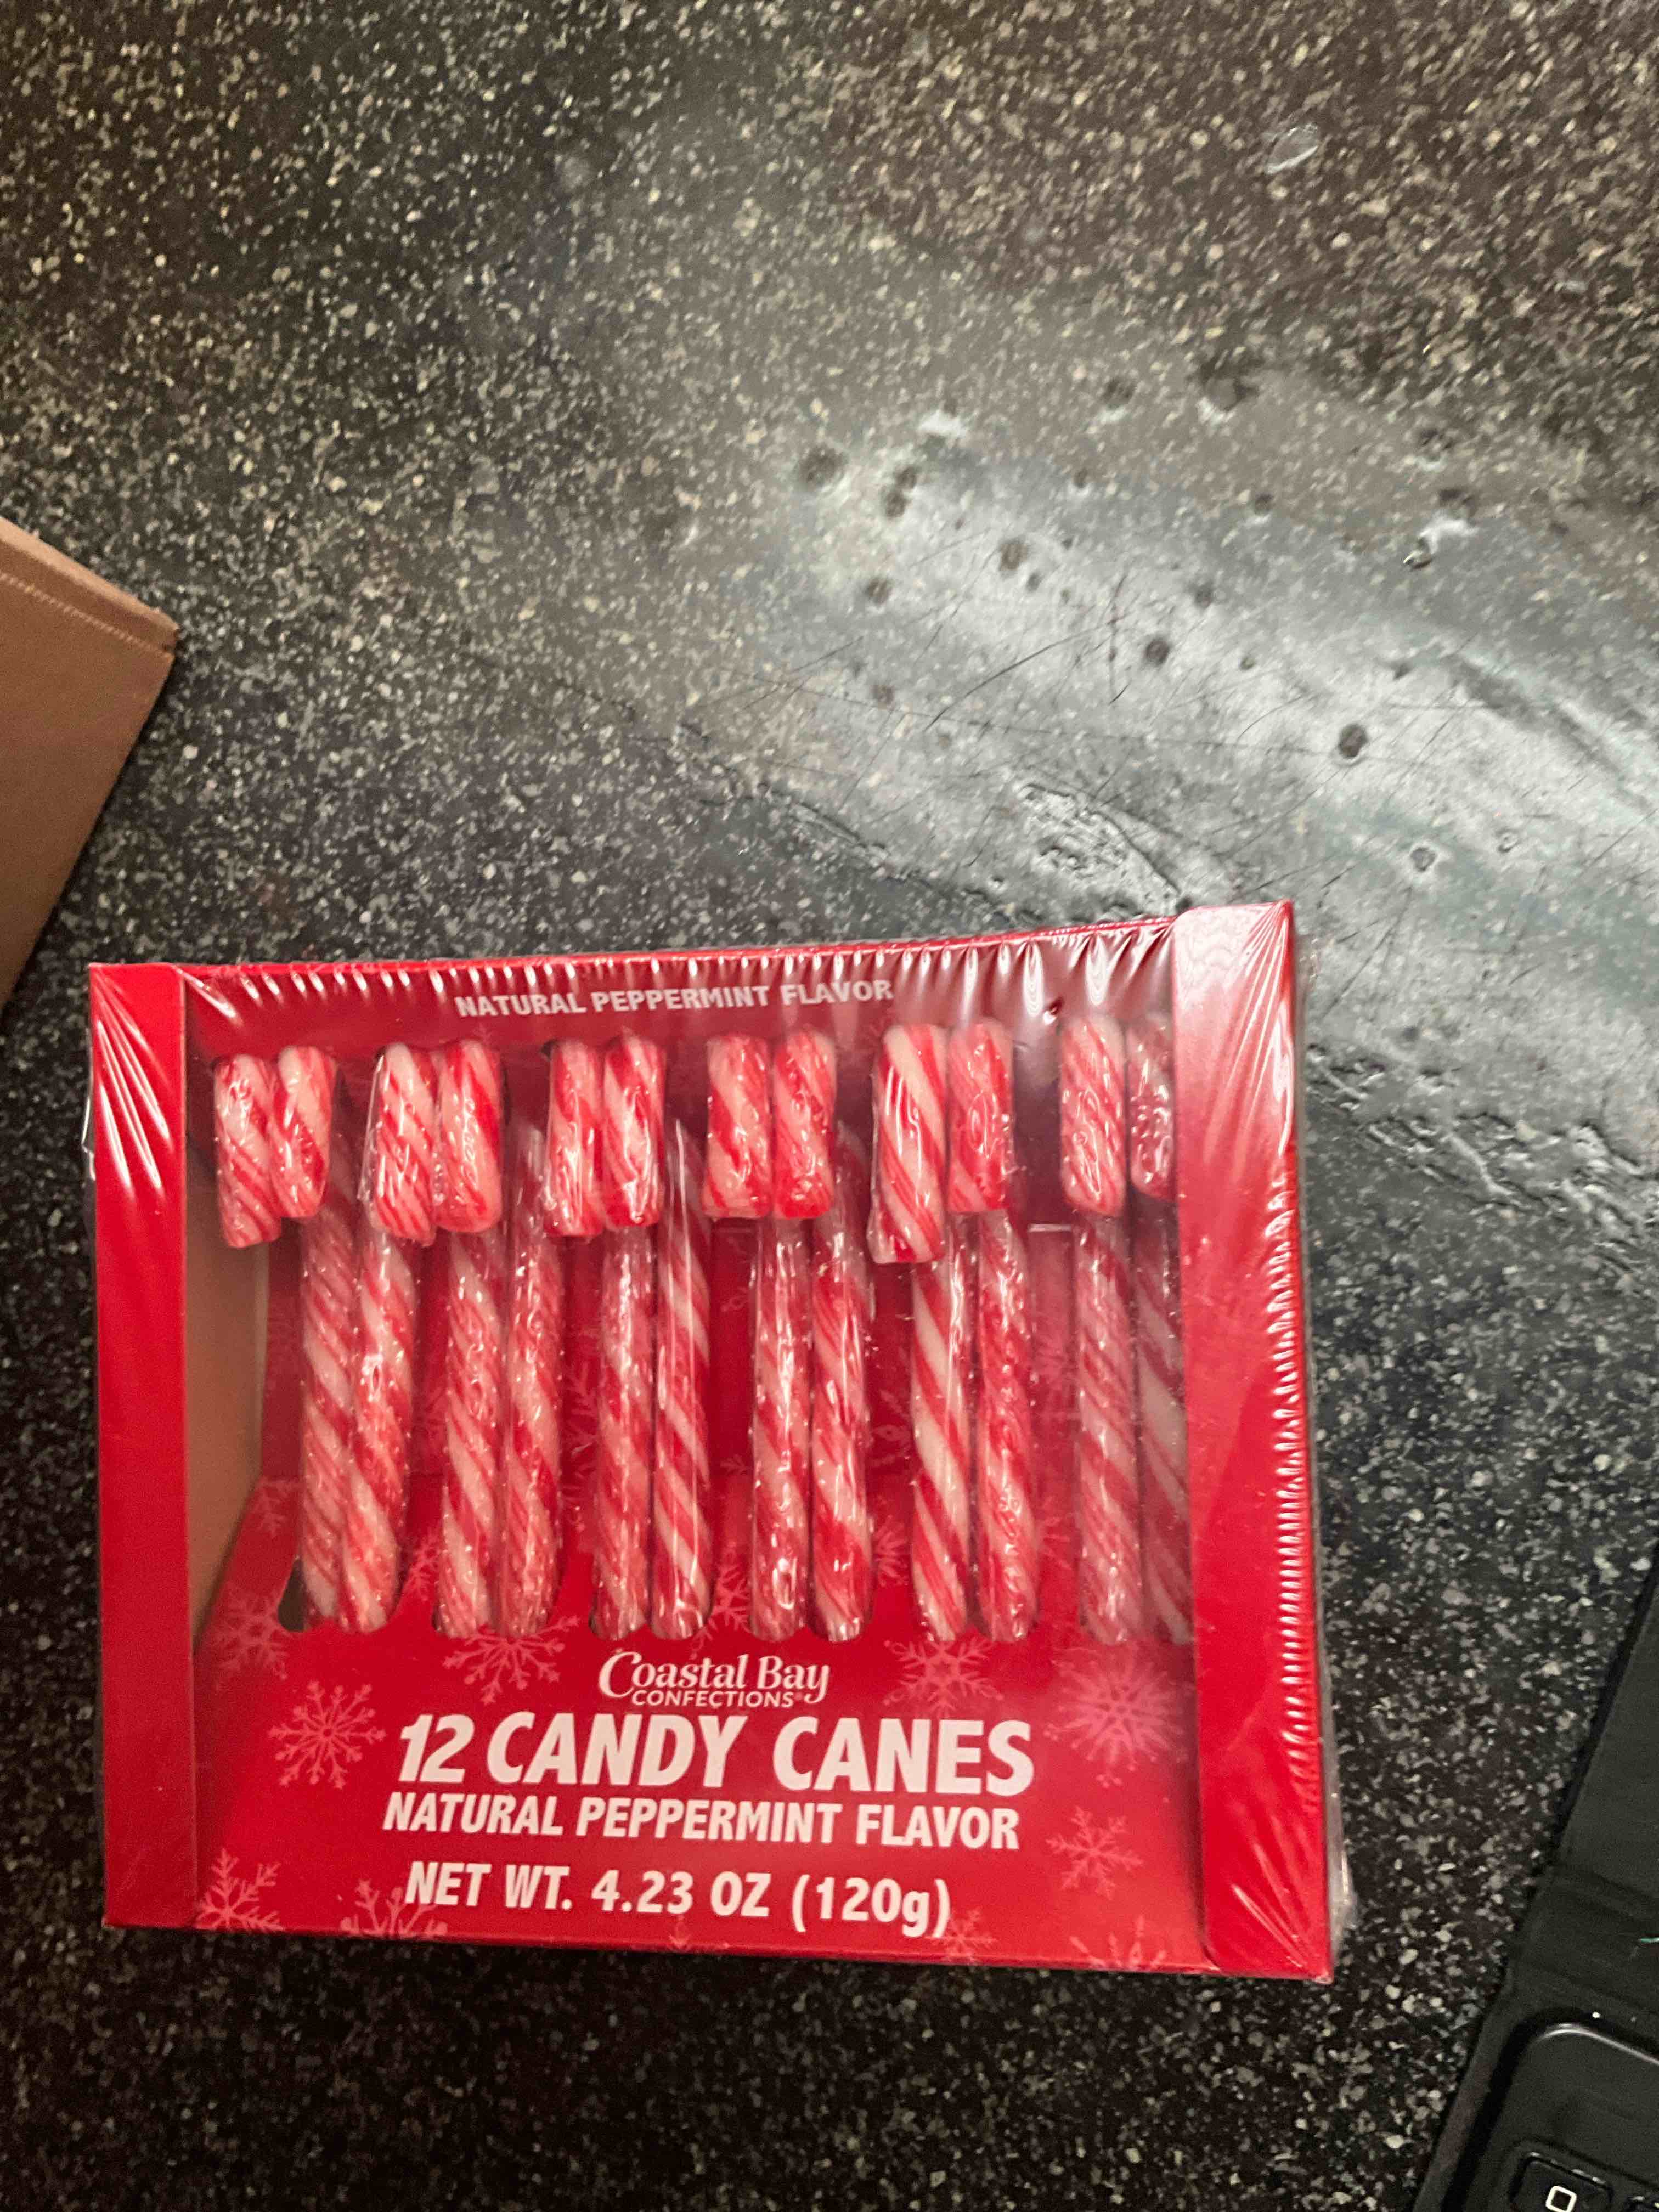 NATURAL PEPPERMINT FLAVOR
Coastal Bay
CONFECTIONS
12 CANDY CANES
NATURAL PEPPERMINT FLAVOR
NET WT. 4.23 OZ (120g)